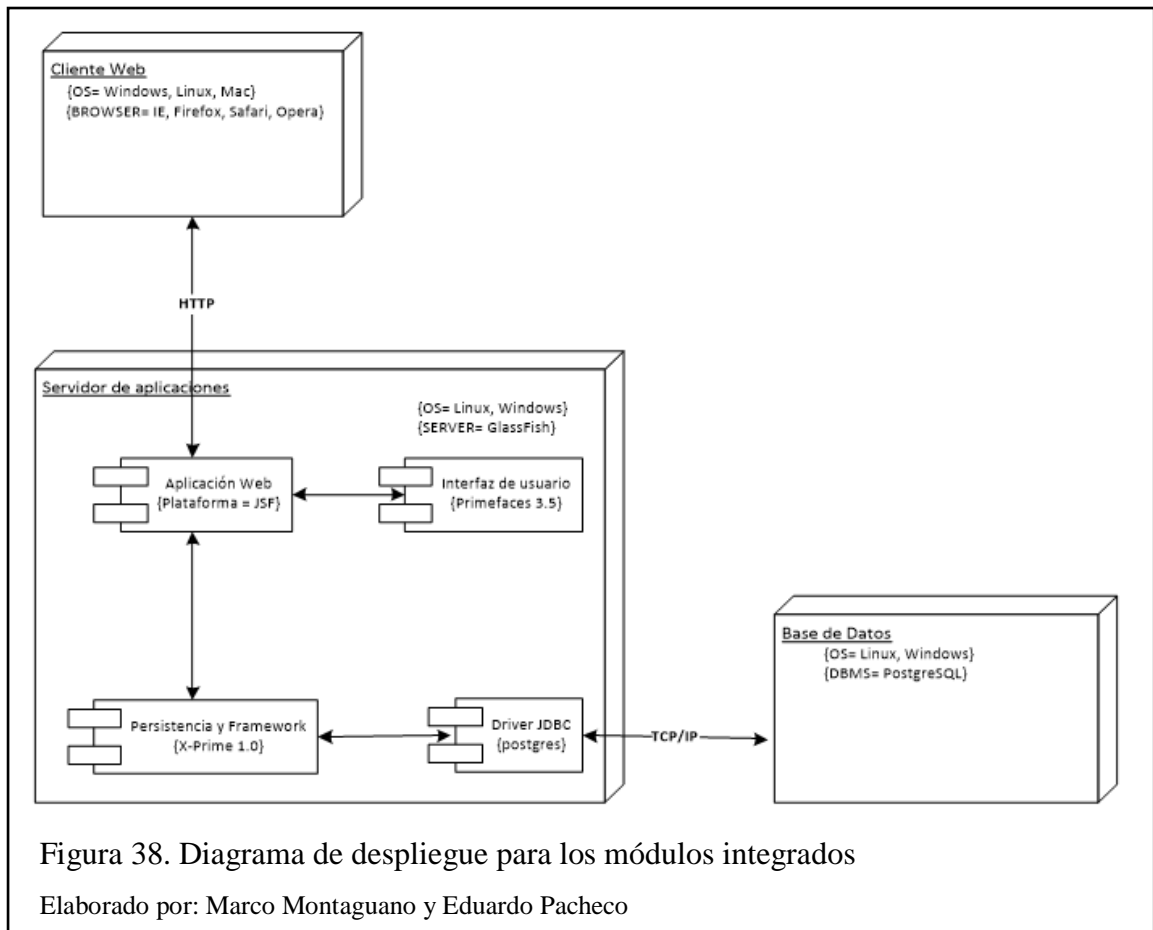 Cliente Web
{OS= Windows, Linux, Mac}
{BROWSER= IE, Firefox, Safari, Opera}
HTTP
Servidor de aplicaciones
{OS= Linux, Windows}
{SERVER= GlassFish}
Aplicación Web
{Plataforma = JSF}
Interfaz de usuario
{Primefaces 3.5}
Persistencia y Framework
{X-Prime 1.0}
Driver JDBC
{postgres}
TCP/IP
Base de Datos
{OS= Linux, Windows}
{DBMS= PostgreSQL}
Figura 38. Diagrama de despliegue para los módulos integrados
Elaborado por: Marco Montaguano y Eduardo Pacheco